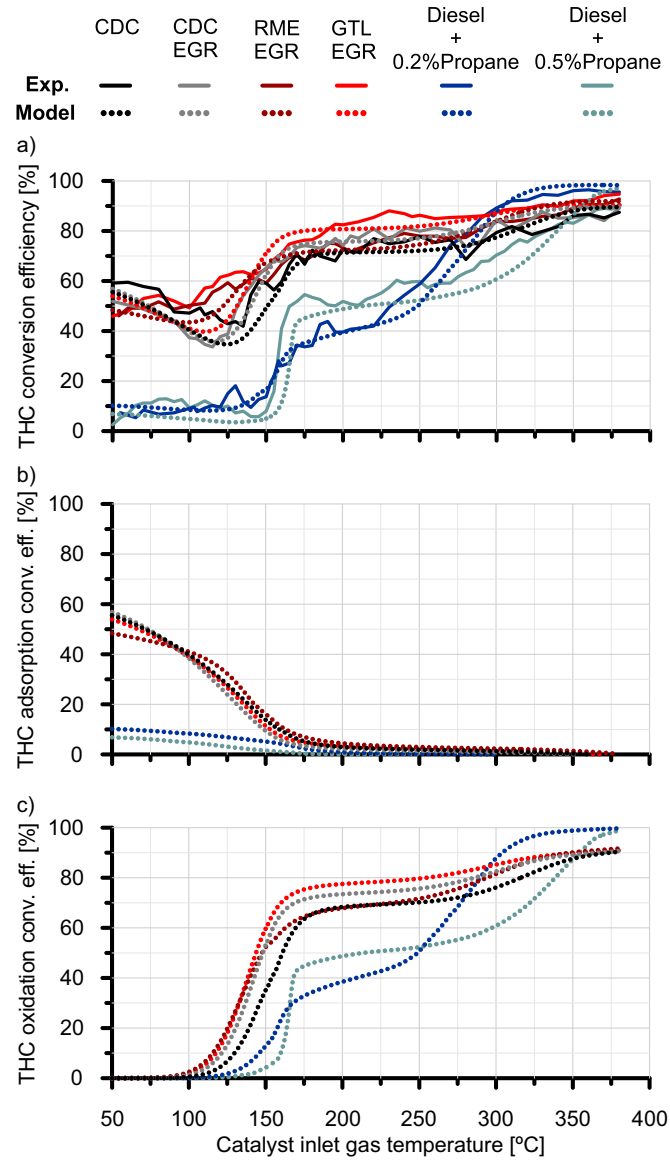 CDC CDC RME GTL Diesel Diesel
EGR EGR EGR + +
0.2%Propane 0.5%Propane
Exp.
Model
a)
THC conversion efficiency [%]
100
80
60
40
20
0
b)
THC adsorption conv. eff. [%]
100
80
60
40
20
0
c)
THC oxidation conv. eff. [%]
100
80
60
40
20
0
50 100 150 200 250 300 350 400
Catalyst inlet gas temperature [ºC]